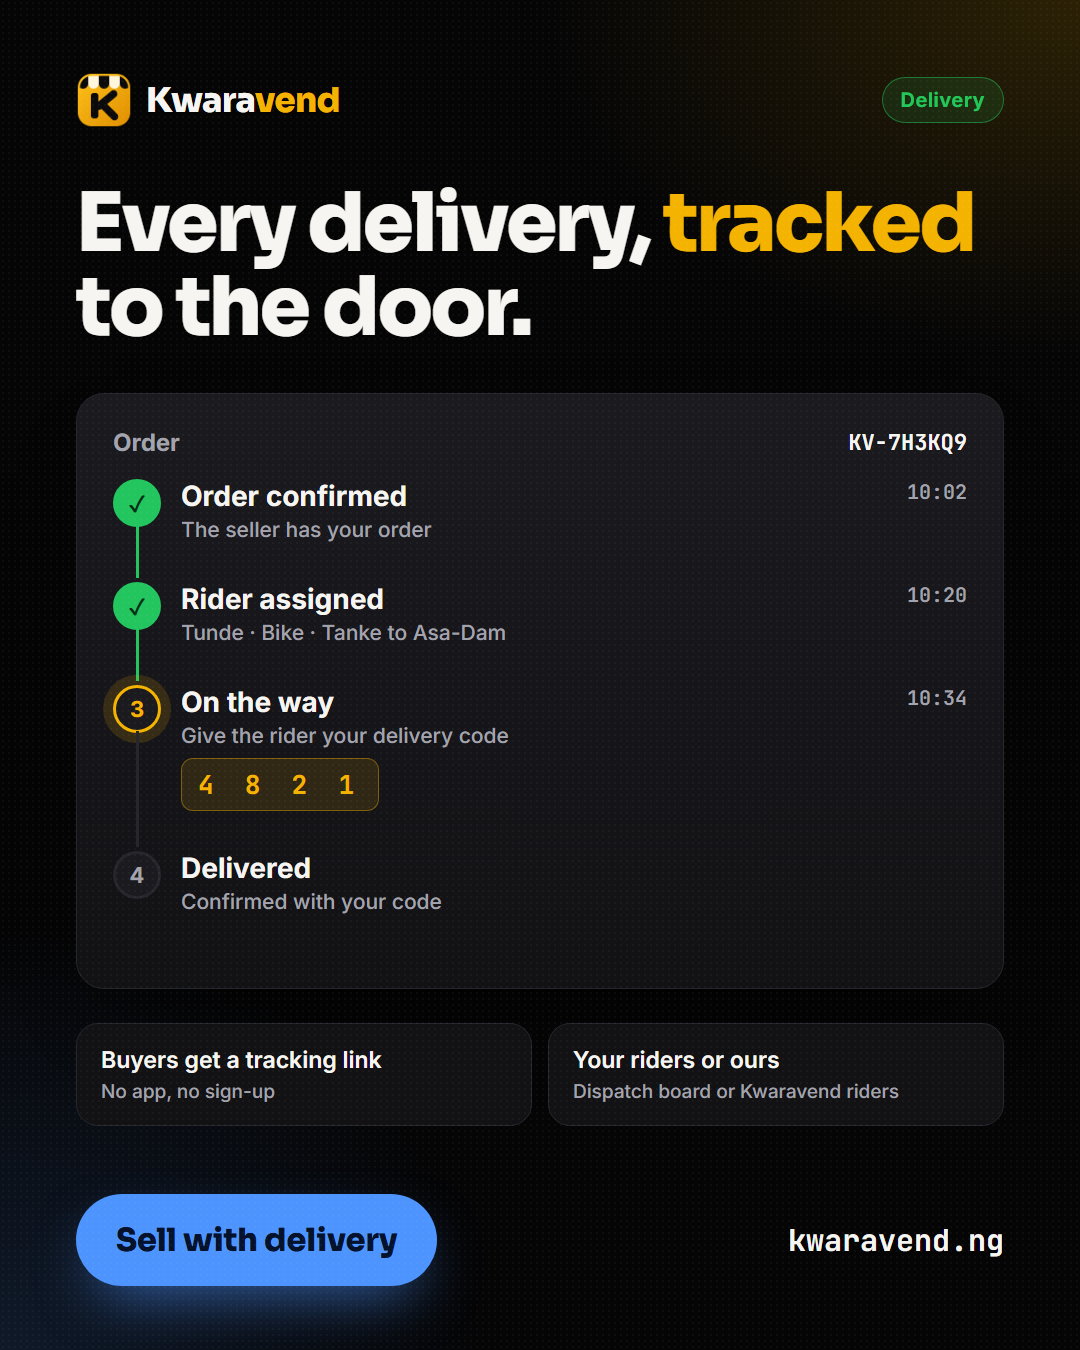 Kwaravend
Delivery
Every delivery, tracked
to the door.
Order
KV-7H3KQ9
✓
Order confirmed
10:02
The seller has your order
✓
Rider assigned
10:20
Tunde · Bike · Tanke to Asa-Dam
3
On the way
10:34
Give the rider your delivery code
4 8 2 1
4
Delivered
Confirmed with your code
Buyers get a tracking link
No app, no sign-up
Your riders or ours
Dispatch board or Kwaravend riders
Sell with delivery
kwaravend.ng